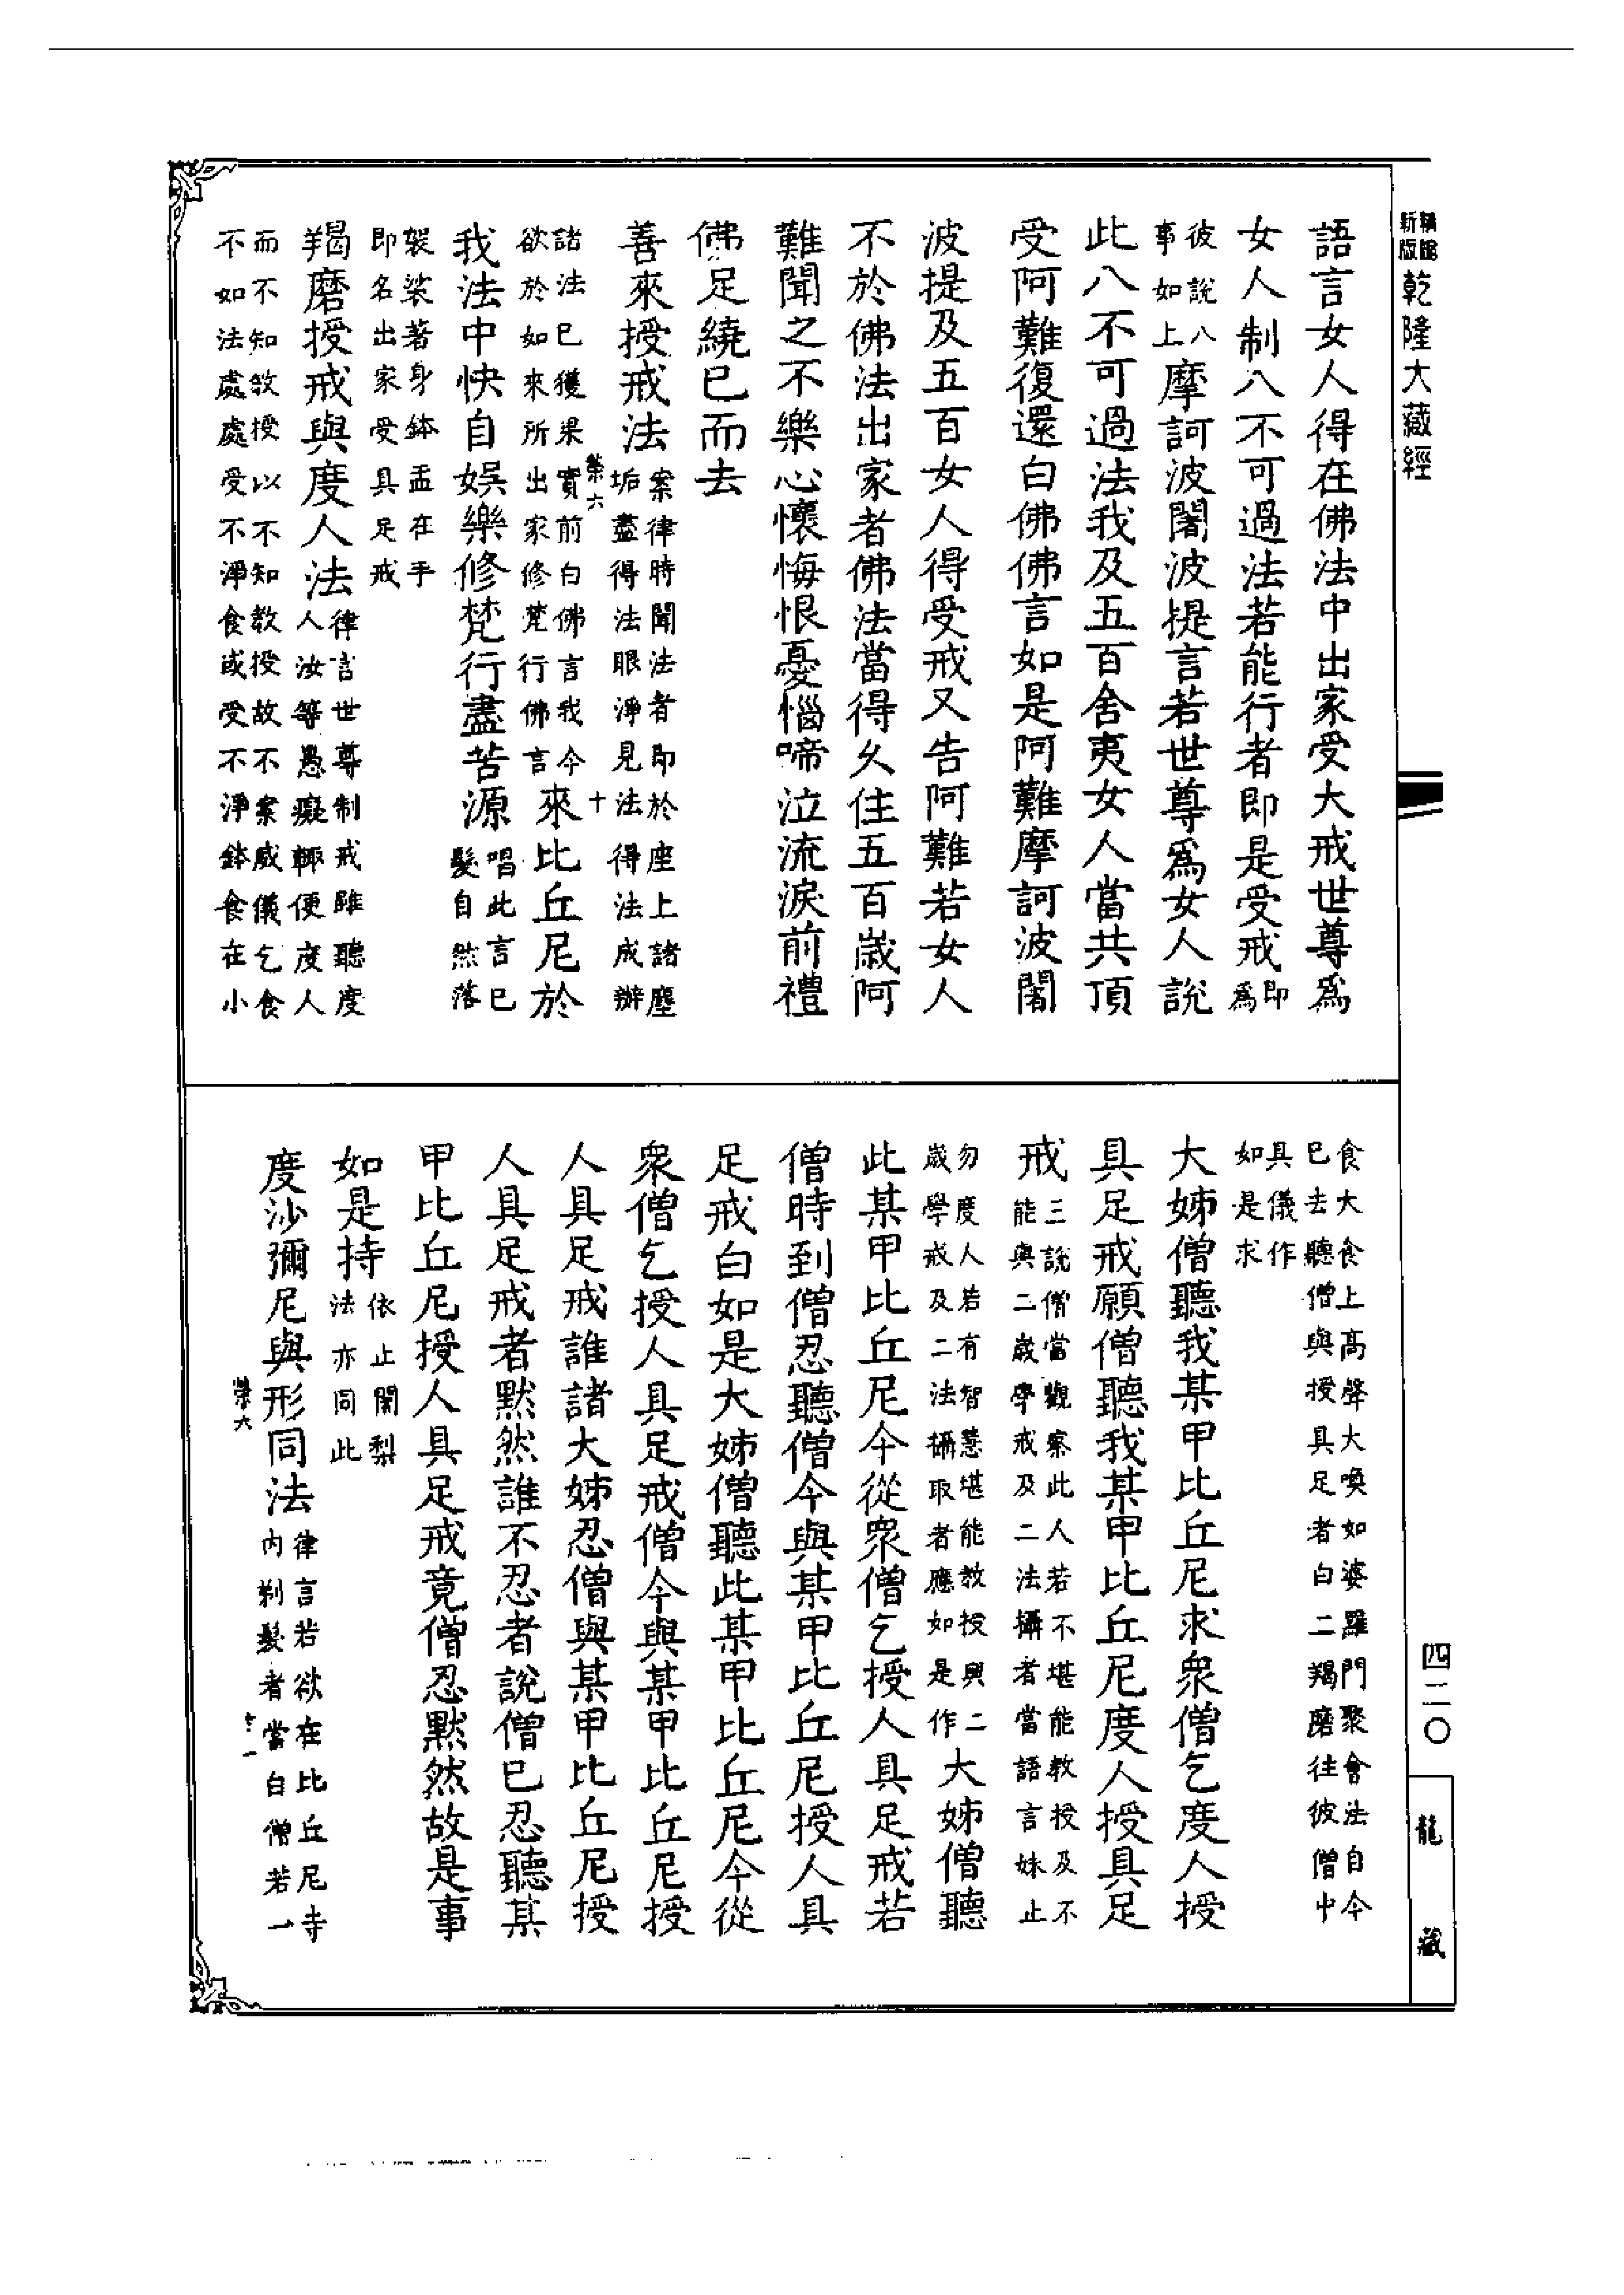 新版精縮乾隆大藏經
語言女人得在佛法中出家受大戒世尊爲
女人制八不可過法若能行者即是受戒即爲
彼說八事如上摩訶波闍波提言若世尊爲女人說
此八不可過法我及五百舍夷女人當共頂
受阿難復還白佛佛言如是阿難摩訶波闍
波提及五百女人得受戒又告阿難若女人
不於佛法出家者佛法當得久住五百歲阿
難聞之不樂心懷悔恨憂惱啼泣流淚前禮
佛足繞已而去
善來授戒法案律時聞法者即於座上諸塵垢盡得法眼淨見法得法成辦
榮六 十
諸法已獲果實前白佛言我今欲於如來所出家修梵行佛言來比丘尼於
我法中快自娛樂修梵行盡苦源唱此言已髮自然落
袈裟著身鉢盂在手即名出家受具足戒
羯磨授戒與度人法律言世尊制戒雖聽度人汝等愚癡輒便度人
而不知教授以不知教授故不案威儀乞食不如法處處受不淨食或受不淨鉢食在小
食大食上高聲大喚如婆羅門聚會法自今已去聽僧與授具足者白二羯磨往彼僧中
具儀作如是求
大姊僧聽我某甲比丘尼求衆僧乞度人授
具足戒願僧聽我某甲比丘尼度人授具足
戒三說僧當觀察此人若不堪能教授及不能與二歲學戒及二法攝者當語言妹止
勿度人若有智慧堪能教授與二歲學戒及二法攝取者應如是作大姊僧聽
此某甲比丘尼今從衆僧乞授人具足戒若
僧時到僧忍聽僧今與某甲比丘尼授人具
足戒白如是大姊僧聽此某甲比丘尼今從
衆僧乞授人具足戒僧今與某甲比丘尼授
人具足戒誰諸大姊忍僧與某甲比丘尼授
人具足戒者默然誰不忍者說僧已忍聽某
甲比丘尼授人具足戒竟僧忍默然故是事
如是持依止闍梨法亦同此
度沙彌尼與形同法律言若欲在比丘尼寺內剃髮者當白僧若一
榮六 十一
四二〇
龍藏